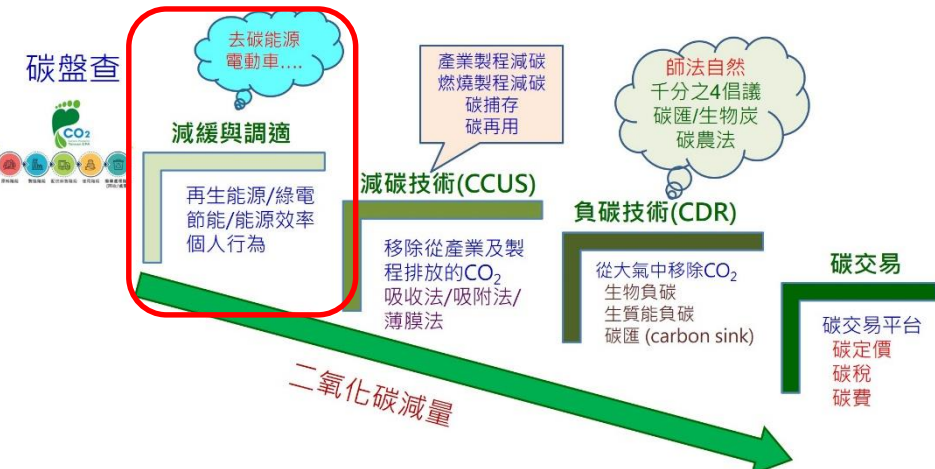 碳盤查
CO₂
去碳能源
電動車....
減緩與調適
再生能源/綠電
節能/能源效率
個人行為
產業製程減碳
燃燒製程減碳
碳捕存
碳再用
減碳技術(CCUS)
移除從產業及製
程排放的CO₂
吸收法/吸附法/
薄膜法
師法自然
千分之4倡議
碳匯/生物炭
碳農法
負碳技術(CDR)
從大氣中移除CO₂
生物負碳
生質能負碳
碳匯 (carbon sink)
碳交易
碳交易平台
碳定價
碳稅
碳費
二氧化碳減量